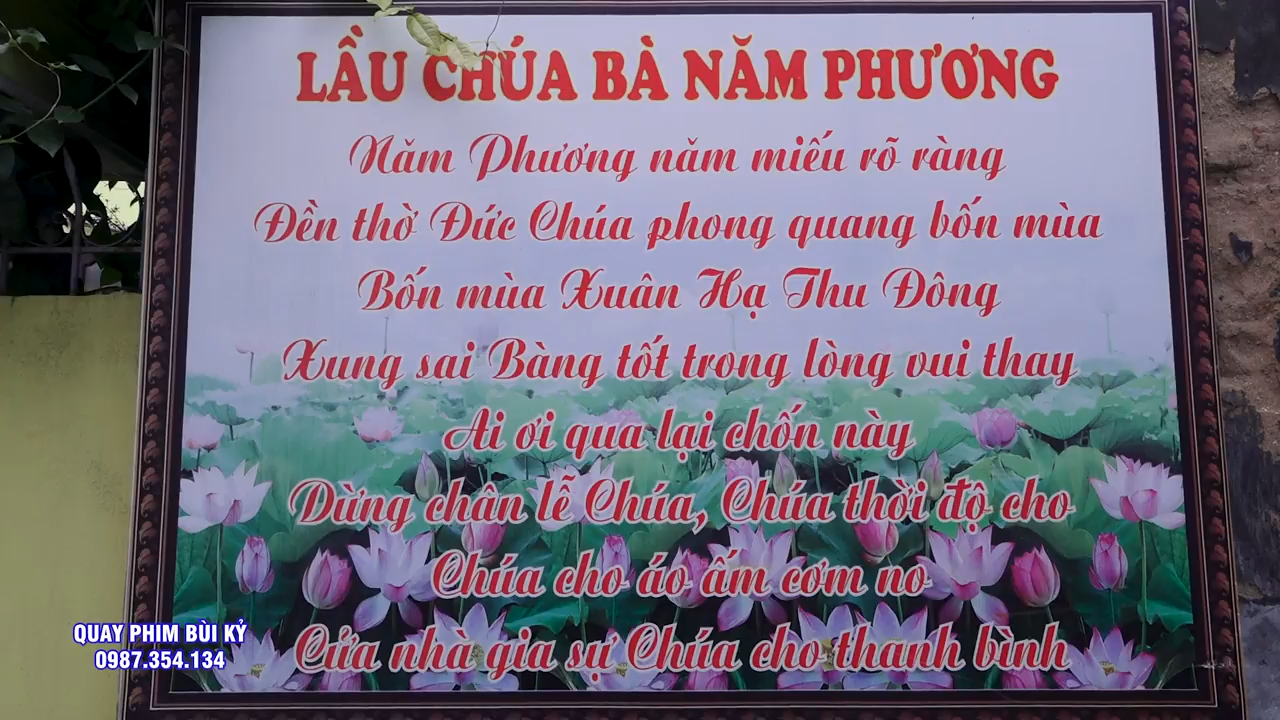 LẦU CHÚA BÀ NĂM PHƯƠNG
Năm Phương năm miếu rõ ràng
Đền thờ Đức Chúa phong quang bốn mùa
Bốn mùa Xuân Hạ Thu Đông
Xung sai Bàng tốt trong lòng vui thay
Ai ơi qua lại chốn này
Dừng chân lễ Chúa, Chúa thời độ cho
Chúa cho áo ấm cơm no
Cửa nhà gia sự Chúa cho thanh bình
QUAY PHIM BÙI KỶ
0987.354.134